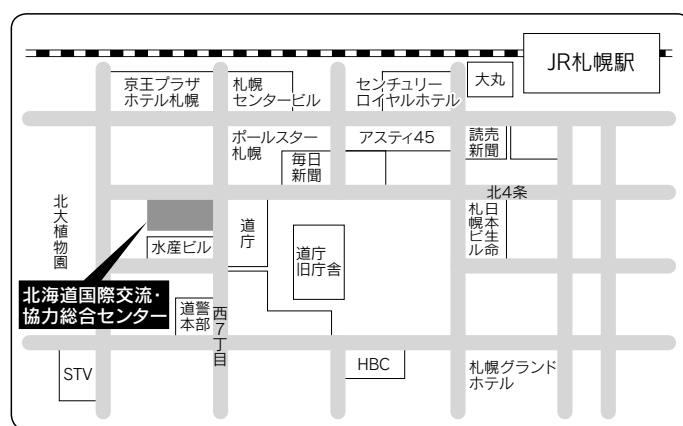 JR札幌駅
京王プラザ
ホテル札幌
札幌
センタービル
センチュリー
ロイヤルホテル
大丸
ポールスター
札幌
アスティ45
読売
新聞
毎日
新聞
北4条
北大植物園
道庁
道庁
旧庁舎
日本生命
札幌ビル
水産ビル
北海道国際交流・
協力総合センター
道警
本部
西7丁目
STV
HBC
札幌グランド
ホテル